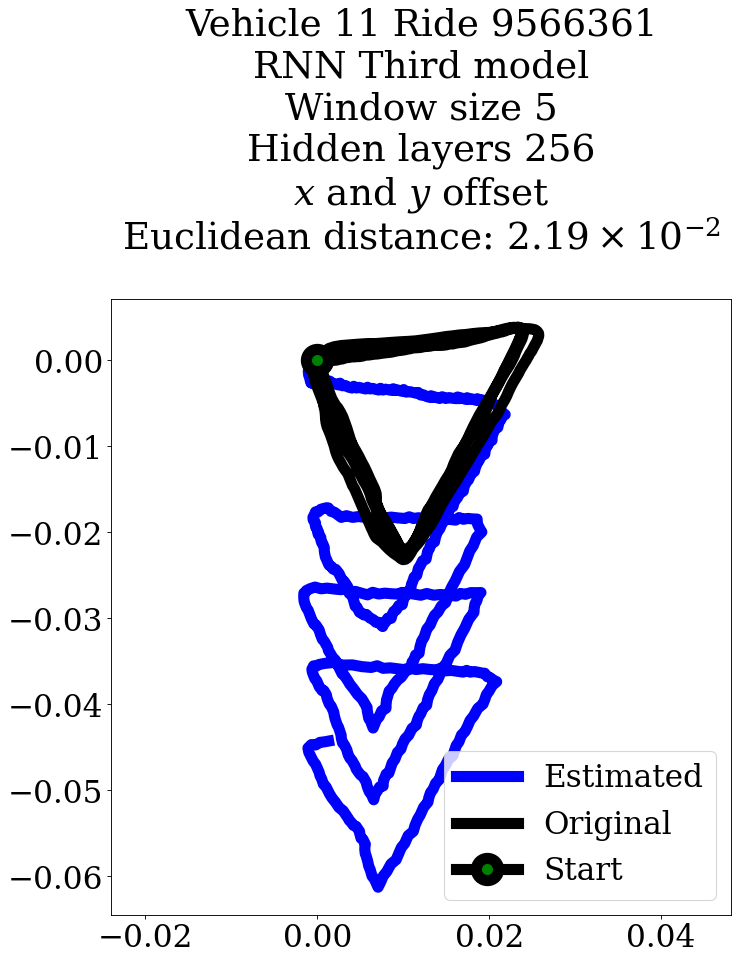 Vehicle 11 Ride 9566361
RNN Third model
Window size 5
Hidden layers 256
x and y offset
Euclidean distance: 2.19 × 10⁻²
0.00
−0.01
−0.02
−0.03
−0.04
−0.05
−0.06
−0.02
0.00
0.02
0.04
Estimated
Original
Start